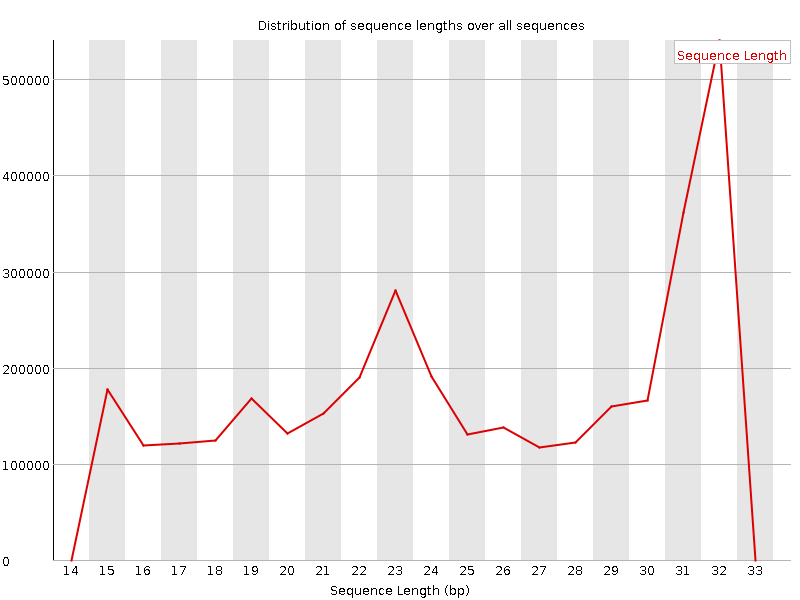 Distribution of sequence lengths over all sequences
Sequence Length
500000
400000
300000
200000
100000
0
14 15 16 17 18 19 20 21 22 23 24 25 26 27 28 29 30 31 32 33
Sequence Length (bp)